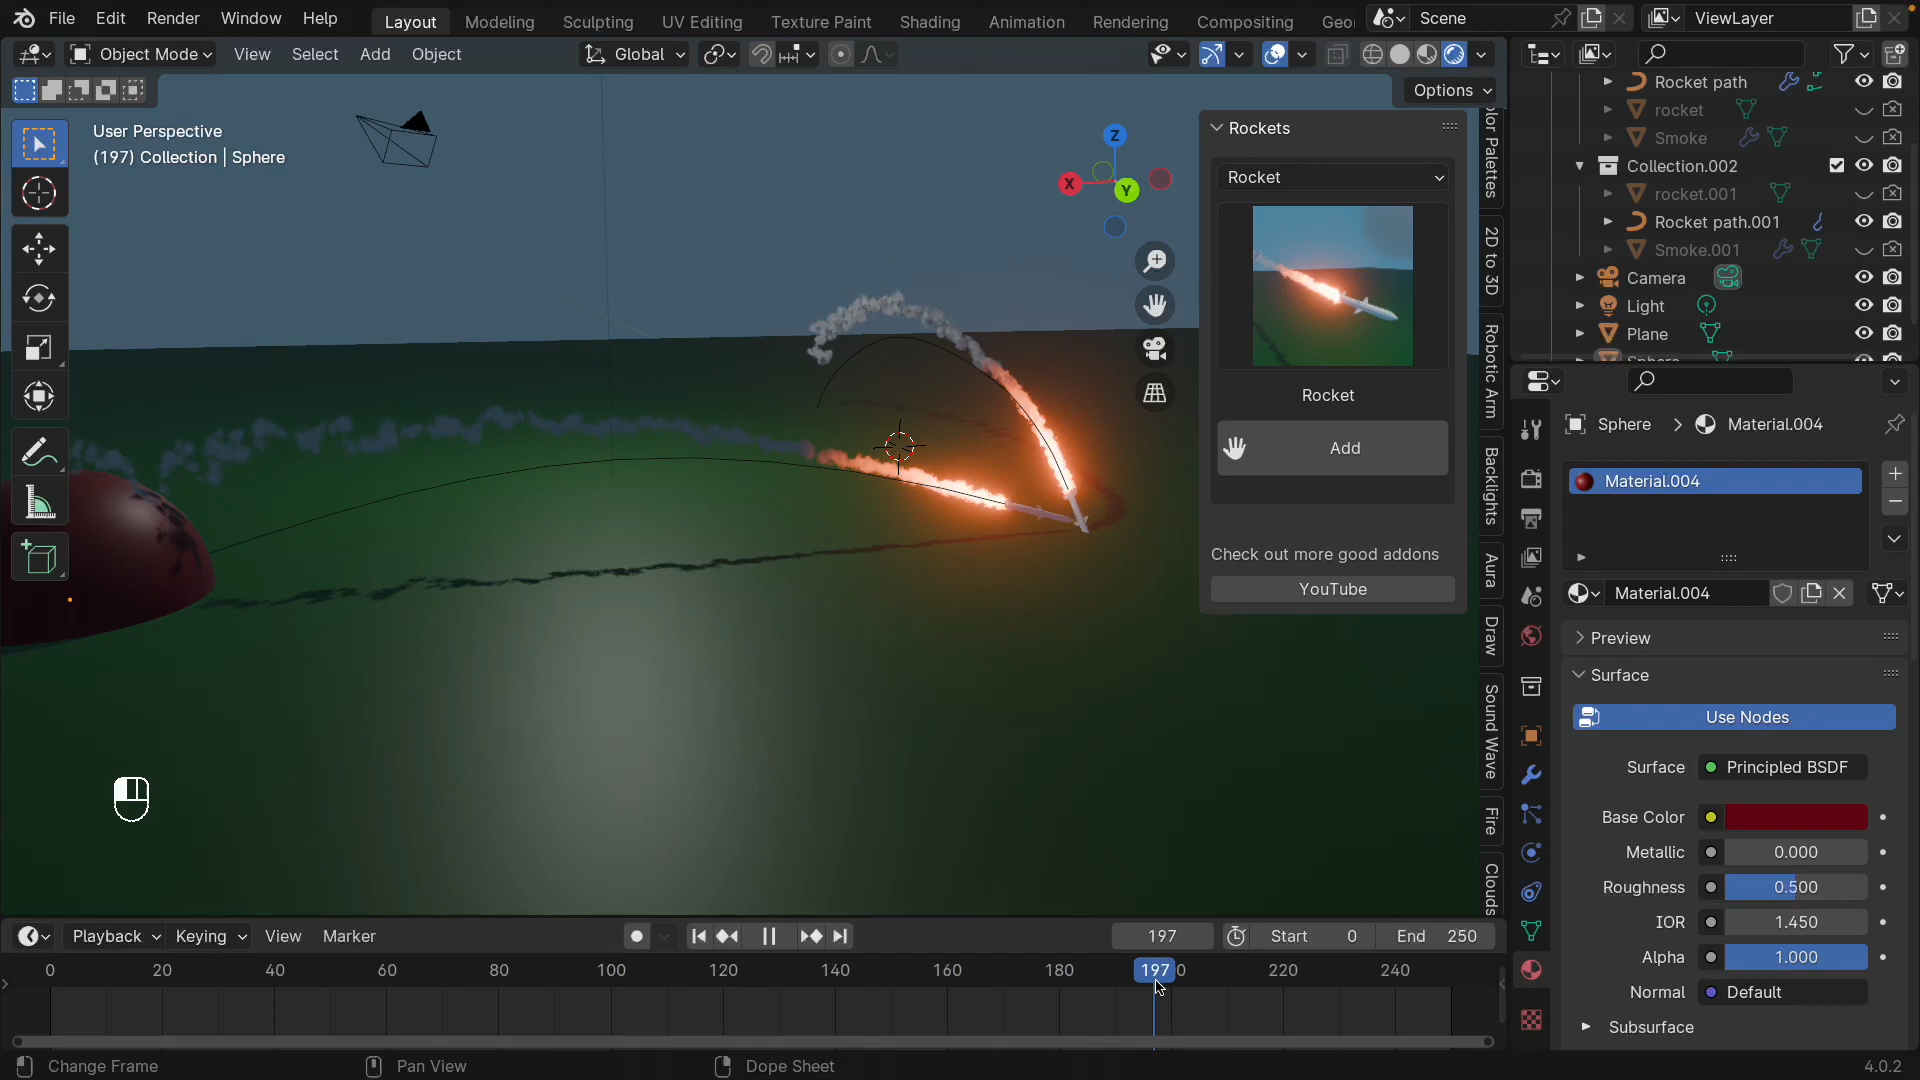 File Edit Render Window Help Layout Modeling Sculpting UV Editing Texture Paint Shading Animation Rendering Compositing Scene ViewLayer
Object Mode View Select Add Object Global
Options
User Perspective
(197) Collection | Sphere
Z
X
Y
Rockets
Rocket
Rocket
Add
Check out more good addons
YouTube
2D to 3D
Robotic Arm
Backlights
Aura
Draw
Sound Wave
Fire
Clouds
Rocket path
rocket
Smoke
Collection.002
rocket.001
Rocket path.001
Smoke.001
Camera
Light
Plane
Sphere Material.004
Material.004
Material.004
Preview
Surface
Use Nodes
Surface Principled BSDF
Base Color
Metallic 0.000
Roughness 0.500
IOR 1.450
Alpha 1.000
Normal Default
Subsurface
Playback Keying View Marker 197 Start 0 End 250
0 20 40 60 80 100 120 140 160 180 197 220 240
Change Frame Pan View Dope Sheet 4.0.2